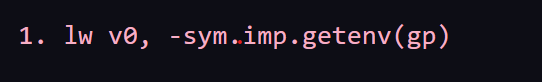 1. lw v0, -sym.imp.getenv(gp)